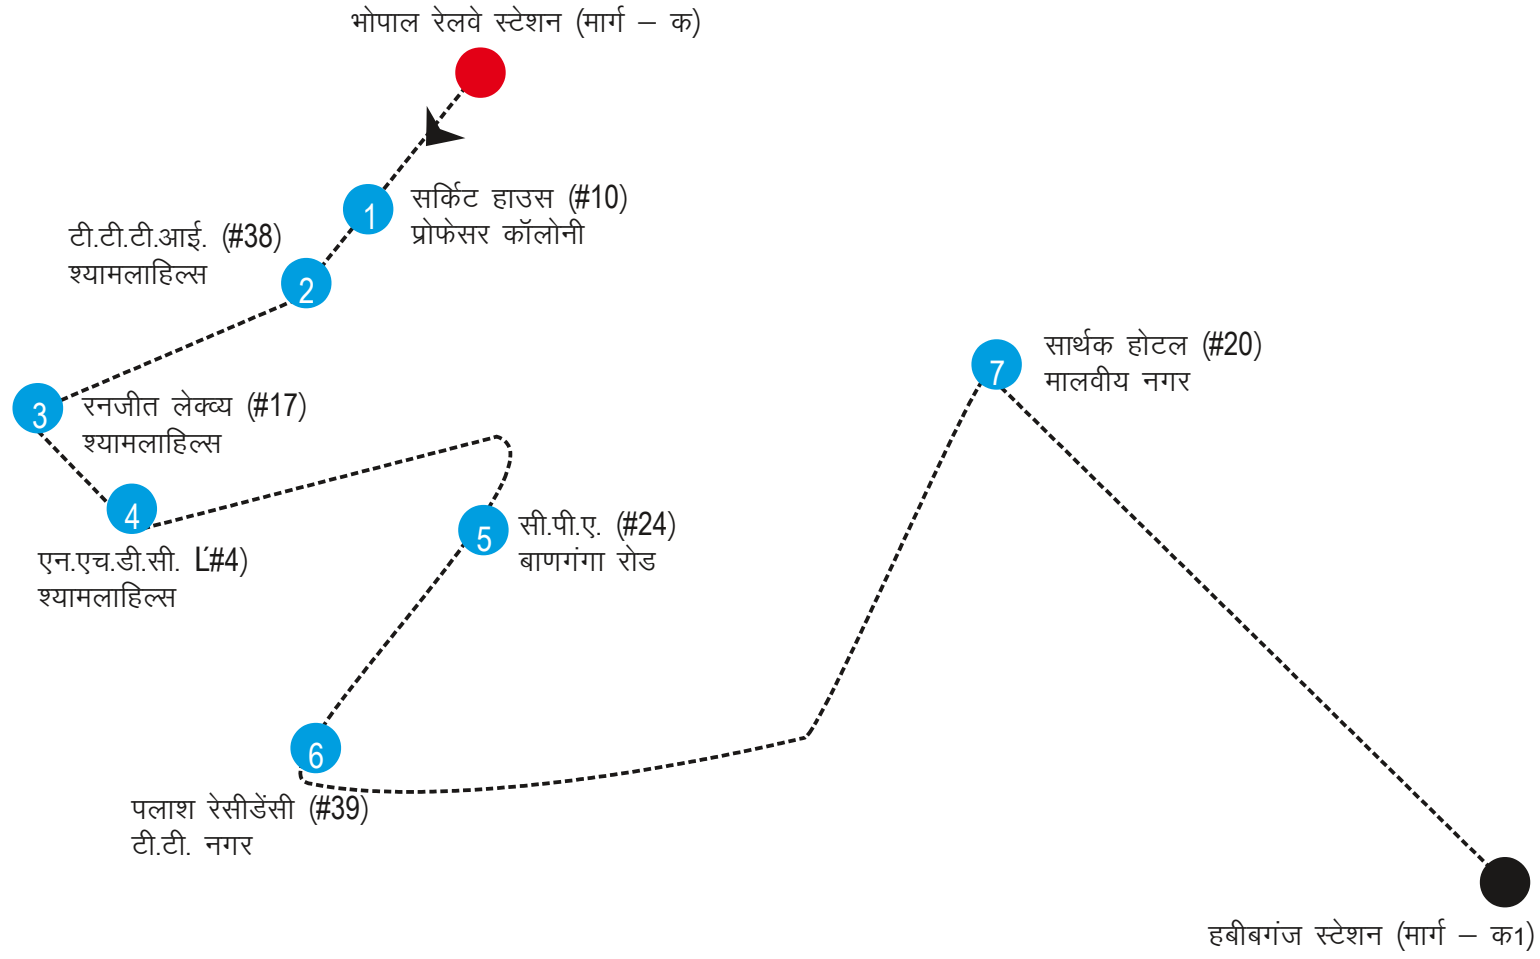 भोपाल रेलवे स्टेशन (मार्ग – क)
1
सर्किट हाउस (#10)
प्रोफेसर कॉलोनी
टी.टी.टी.आई. (#38)
श्यामलाहिल्स
2
3
रनजीत लेक्व्य (#17)
श्यामलाहिल्स
4
एन.एच.डी.सी. Ľ#4)
श्यामलाहिल्स
5
सी.पी.ए. (#24)
बाणगंगा रोड
6
पलाश रेसीडेंसी (#39)
टी.टी. नगर
7
सार्थक होटल (#20)
मालवीय नगर
हबीबगंज स्टेशन (मार्ग – क1)